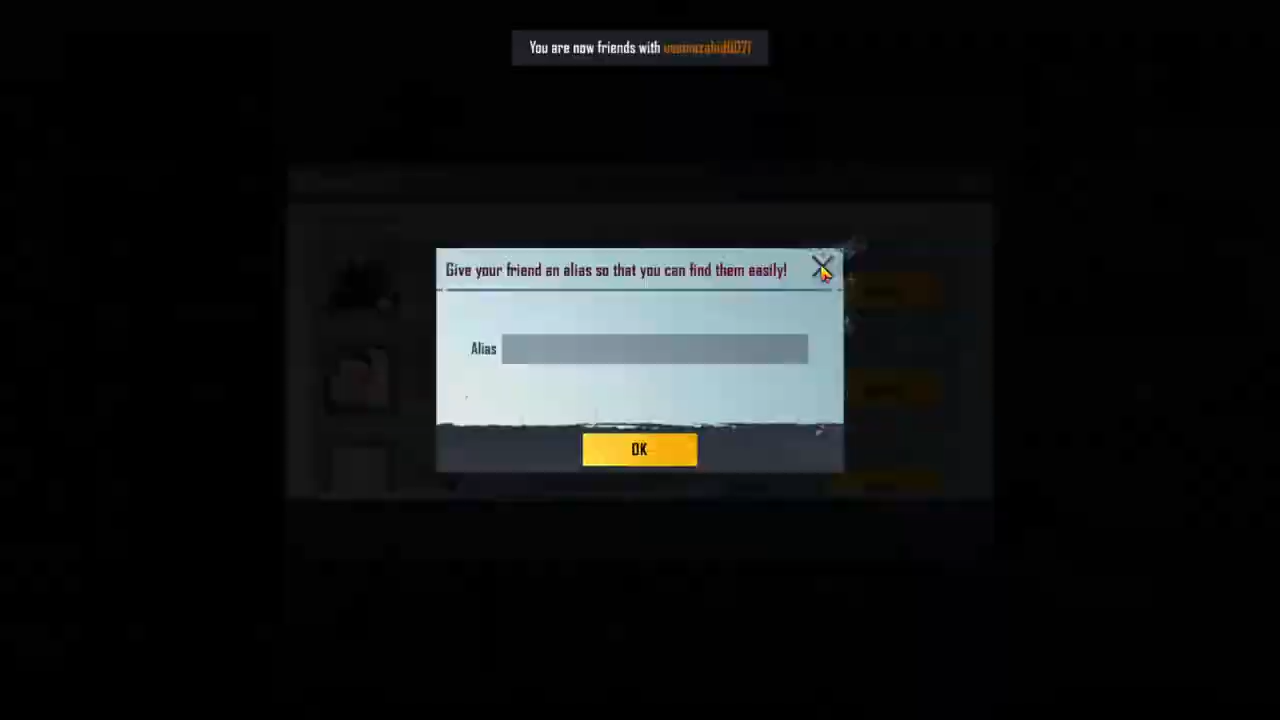 You are now friends with
Give your friend an alias so that you can find them easily!
Alias
OK